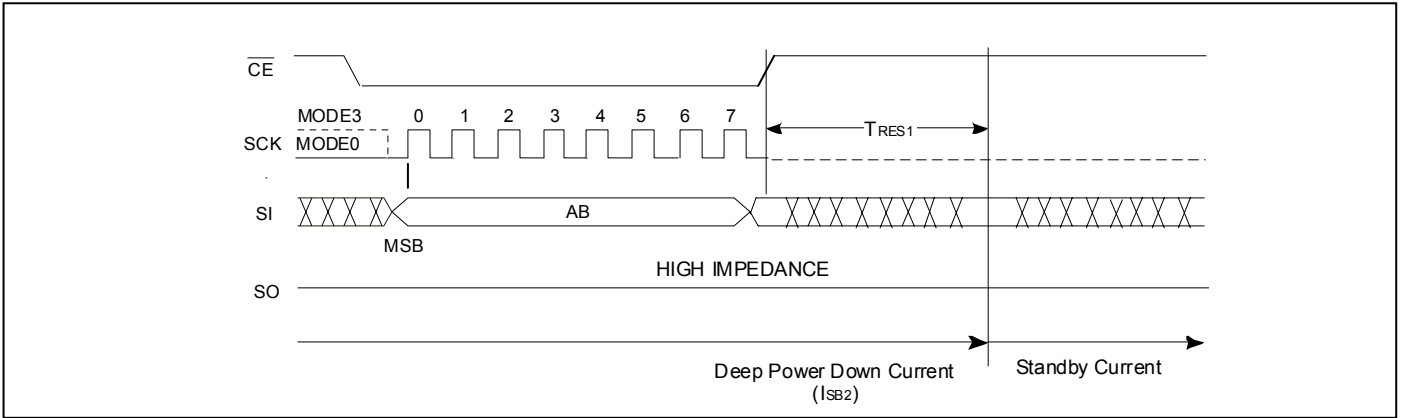 CE
MODE3 0 1 2 3 4 5 6 7
SCK MODE0
TRES1
SI AB
MSB
HIGH IMPEDANCE
SO
Deep Power Down Current
(ISB2)
Standby Current